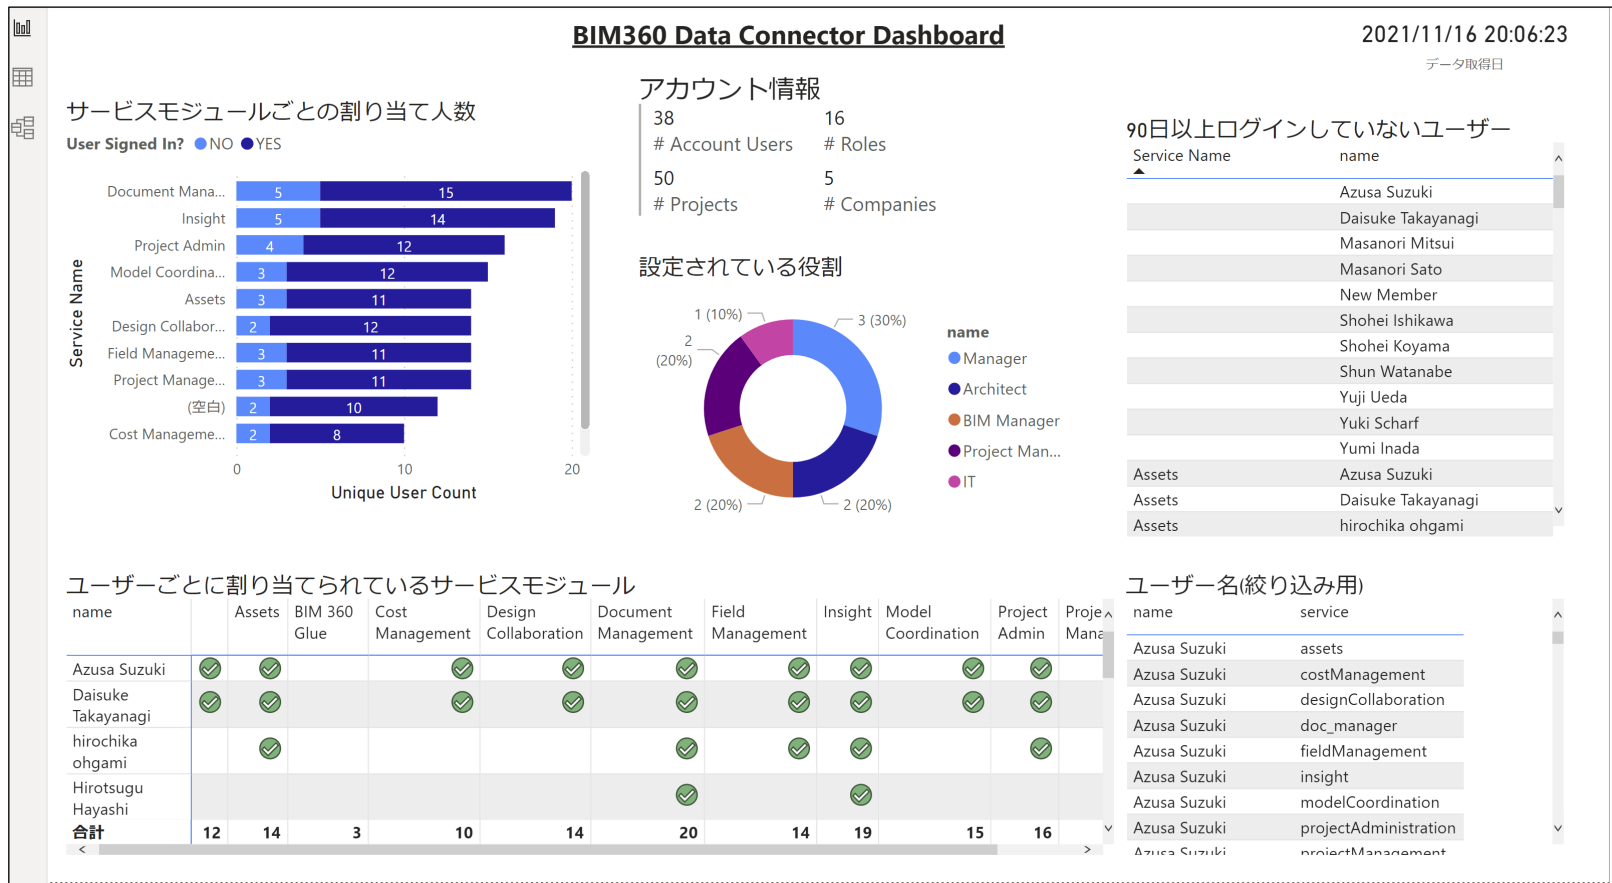 BIM360 Data Connector Dashboard
2021/11/16 20:06:23
データ取得日
サービスモジュールごとの割り当て人数
User Signed In? NO YES
Service Name
Document Mana... 5 15
Insight 5 14
Project Admin 4 12
Model Coordina... 3 12
Assets 3 11
Design Collabor... 2 12
Field Manageme... 3 11
Project Manage... 3 11
(空白) 2 10
Cost Manageme... 2 8
0 10 20
Unique User Count
アカウント情報
38 16
# Account Users # Roles
50 5
# Projects # Companies
設定されている役割
1 (10%)
3 (30%)
2
(20%)
2 (20%)
2 (20%)
name
Manager
Architect
BIM Manager
Project Man...
IT
90日以上ログインしていないユーザー
Service Name name
Azusa Suzuki
Daisuke Takayanagi
Masanori Mitsui
Masanori Sato
New Member
Shohei Ishikawa
Shohei Koyama
Shun Watanabe
Yuji Ueda
Yuki Scharf
Yumi Inada
Assets Azusa Suzuki
Assets Daisuke Takayanagi
Assets hirochika ohgami
ユーザーごとに割り当てられているサービスモジュール
name Assets BIM 360 Cost Design Document Field Insight Model Project Proje
Glue Management Collaboration Management Management Coordination Admin Mana
Azusa Suzuki
Daisuke
Takayanagi
hirochika
ohgami
Hirotsugu
Hayashi
合計 12 14 3 10 14 20 14 19 15 16
ユーザー名(絞り込み用)
name service
Azusa Suzuki assets
Azusa Suzuki costManagement
Azusa Suzuki designCollaboration
Azusa Suzuki doc_manager
Azusa Suzuki fieldManagement
Azusa Suzuki insight
Azusa Suzuki modelCoordination
Azusa Suzuki projectAdministration
Azusa Suzuki projectManagement